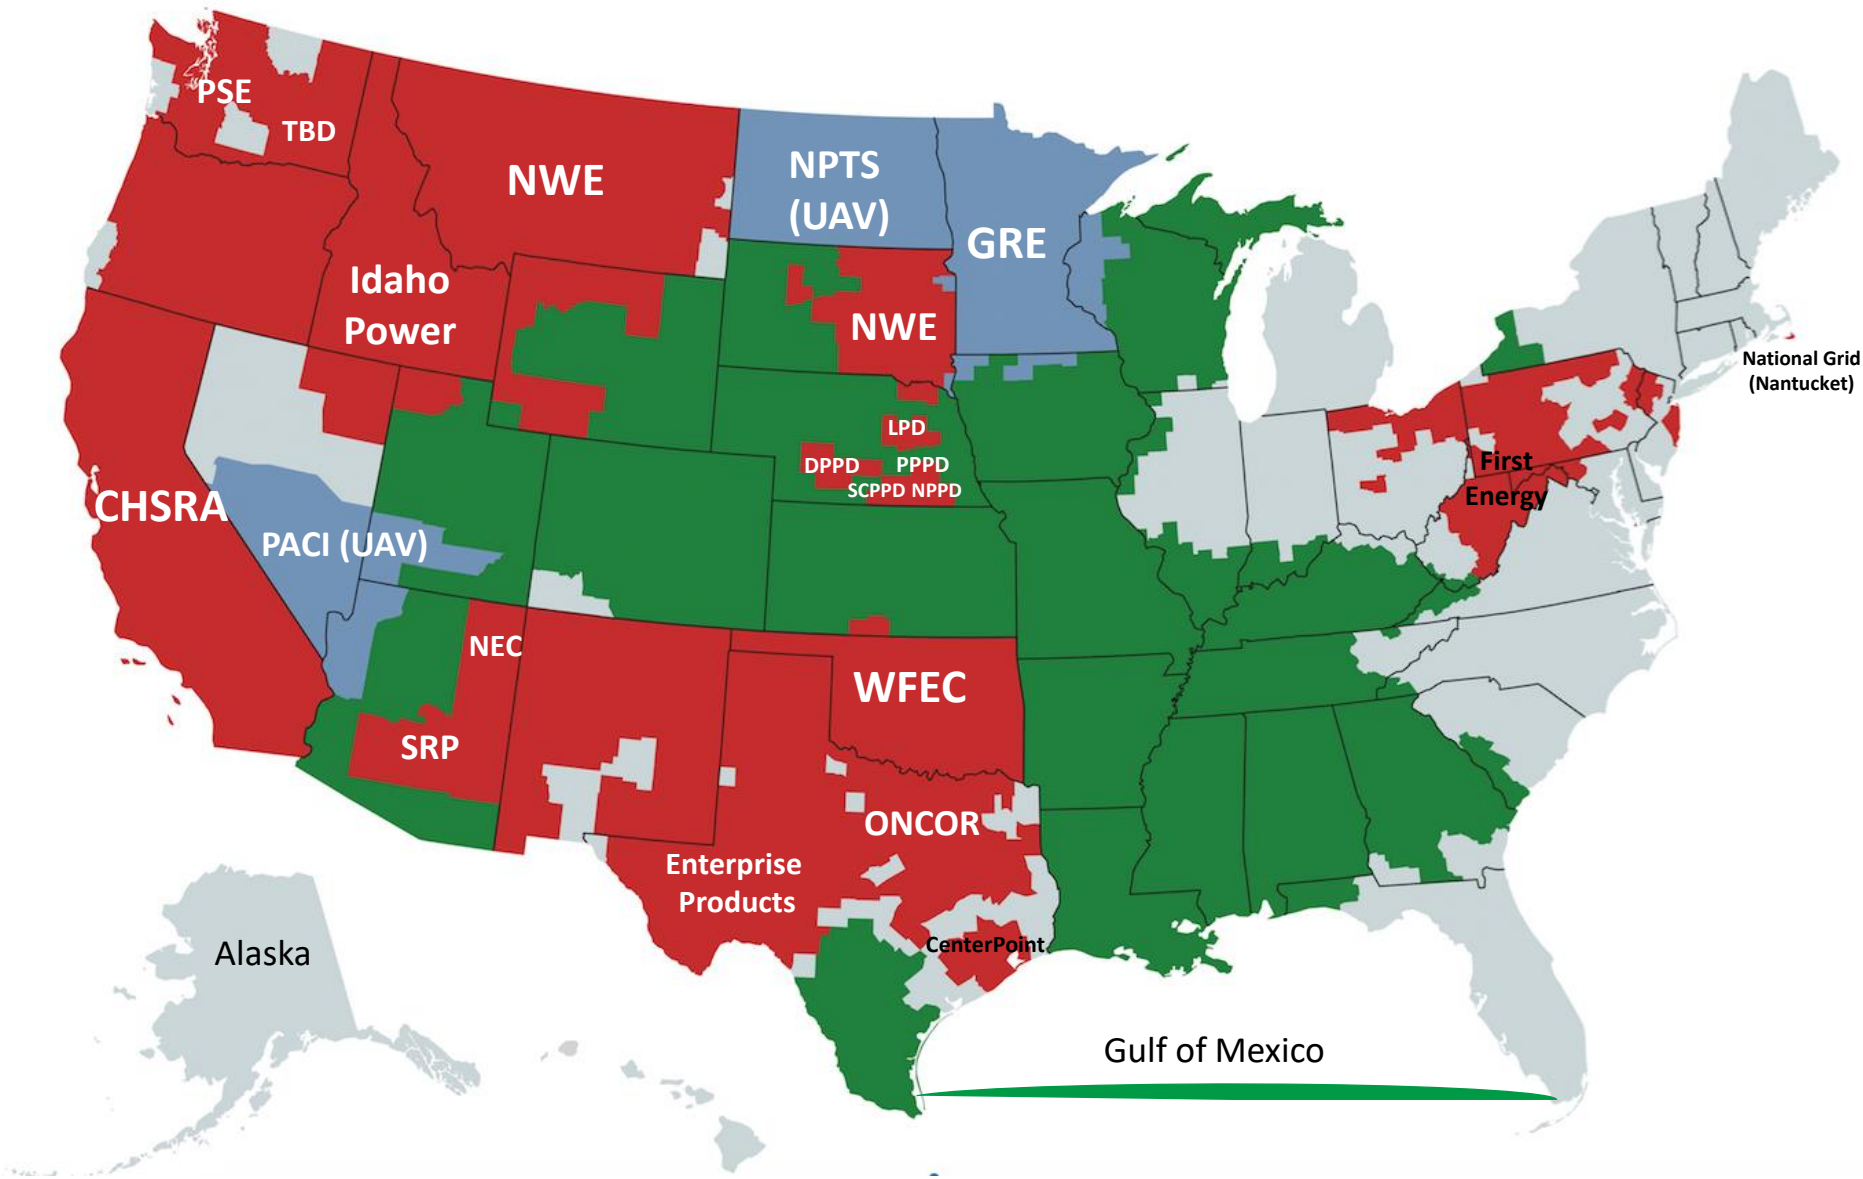 PSE
TBD
NWE
NPTS
(UAV)
GRE
Idaho
Power
NWE
National Grid
(Nantucket)
LPD
DPPD
PPPD
SCPPD NPPD
First
Energy
CHSRA
PACI (UAV)
NEC
WFEC
SRP
ONCOR
Enterprise
Products
CenterPoint
Alaska
Gulf of Mexico